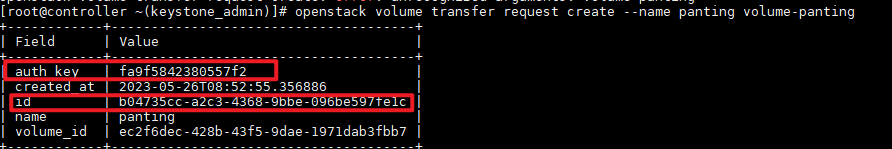 [root@controller ~(keystone_admin)]# openstack volume transfer request create --name panting volume-panting
+------------+--------------------------------------+
| Field | Value |
+------------+--------------------------------------+
| auth_key | fa9f5842380557f2 |
| created_at | 2023-05-26T08:52:55.356886 |
| id | b04735cc-a2c3-4368-9bbe-096be597fe1c |
| name | panting |
| volume_id | ec2f6dec-428b-43f5-9dae-1971dab3fbb7 |
+------------+--------------------------------------+